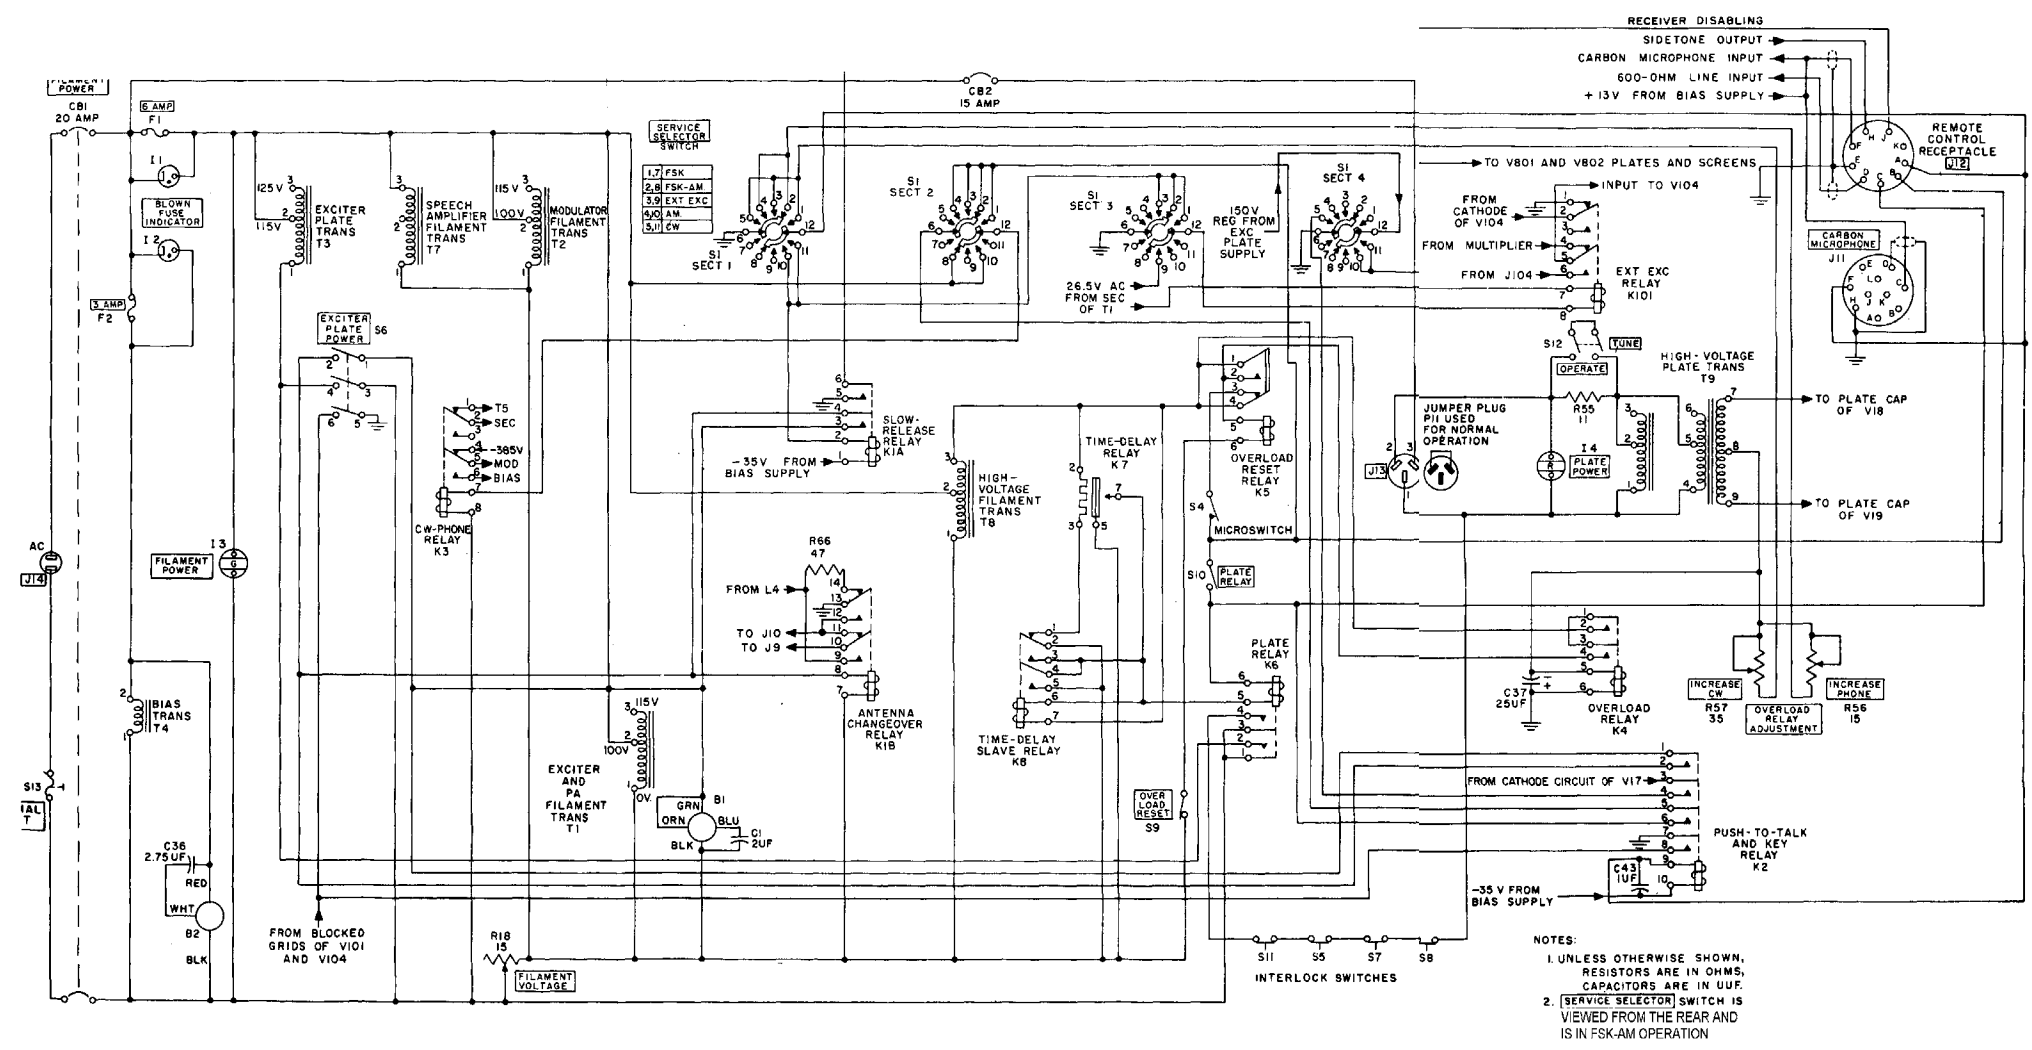 RECEIVER DISABLING
SIDETONE OUTPUT
CARBON MICROPHONE INPUT
600-OHM LINE INPUT
+13V FROM BIAS SUPPLY
FILAMENT
POWER
CB1
20 AMP
6 AMP
F1
I1
BLOWN
FUSE
INDICATOR
I2
3 AMP
F2
CB2
15 AMP
125V
115V
3
2
1
EXCITER
PLATE
TRANS
T3
3
2
1
SPEECH
AMPLIFIER
FILAMENT
TRANS
T7
115V
100V
3
2
1
MODULATOR
FILAMENT
TRANS
T2
SERVICE
SELECTOR
SWITCH
1,7 FSK
2,8 FSK-AM.
3,9 EXT EXC
4,10 AM.
5,11 CW
S1
SECT 1
S1
SECT 2
S1
SECT 3
S1
SECT 4
150V
REG FROM
EXC
PLATE
SUPPLY
26.5V AC
FROM SEC
OF T1
TO V801 AND V802 PLATES AND SCREENS
INPUT TO V104
FROM
CATHODE
OF V104
FROM MULTIPLIER
FROM J104
EXT EXC
RELAY
K101
REMOTE
CONTROL
RECEPTACLE
J12
CARBON
MICROPHONE
J11
EXCITER
PLATE
POWER
S6
T5
SEC
-385V
MOD
BIAS
CW-PHONE
RELAY
K3
SLOW-
RELEASE
RELAY
K1A
-35V FROM
BIAS SUPPLY
HIGH-
VOLTAGE
FILAMENT
TRANS
T8
TIME-DELAY
RELAY
K7
OVERLOAD
RESET
RELAY
K5
S4
MICROSWITCH
S10
PLATE
RELAY
S12
TUNE
OPERATE
R55
11
JUMPER PLUG
P11 USED
FOR NORMAL
OPERATION
J13
I4
PLATE
POWER
HIGH-VOLTAGE
PLATE TRANS
T9
TO PLATE CAP
OF V18
TO PLATE CAP
OF V19
AC
J14
FILAMENT
POWER
I3
G
R
R66
47
FROM L4
TO J10
TO J9
ANTENNA
CHANGEOVER
RELAY
K1B
TIME-DELAY
SLAVE RELAY
K8
PLATE
RELAY
K6
OVER
LOAD
RESET
S9
C37
25UF
OVERLOAD
RELAY
K4
INCREASE
CW
R57
35
OVERLOAD
RELAY
ADJUSTMENT
INCREASE
PHONE
R56
15
BIAS
TRANS
T4
S13
IAL
T
C36
2.75UF
RED
WHT
B2
BLK
115V
100V
0V.
EXCITER
AND
PA
FILAMENT
TRANS
T1
B1
GRN
ORN
BLU
BLK
C1
2UF
FROM CATHODE CIRCUIT OF V17
PUSH-TO-TALK
AND KEY
RELAY
K2
C43
1UF
-35 V FROM
BIAS SUPPLY
FROM BLOCKED
GRIDS OF V101
AND V104
R18
15
FILAMENT
VOLTAGE
S11 S5 S7 S8
INTERLOCK SWITCHES
NOTES:
1. UNLESS OTHERWISE SHOWN,
RESISTORS ARE IN OHMS,
CAPACITORS ARE IN UUF.
2. SERVICE SELECTOR SWITCH IS
VIEWED FROM THE REAR AND
IS IN FSK-AM OPERATION